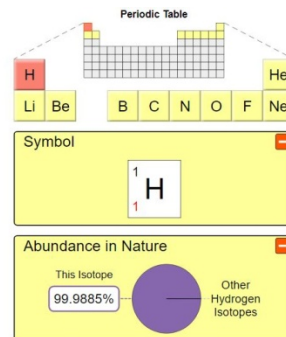 Periodic Table
H He
Li Be B C N O F Ne
Symbol
1
H
1
Abundance in Nature
This Isotope
99.9885%
Other
Hydrogen
Isotopes